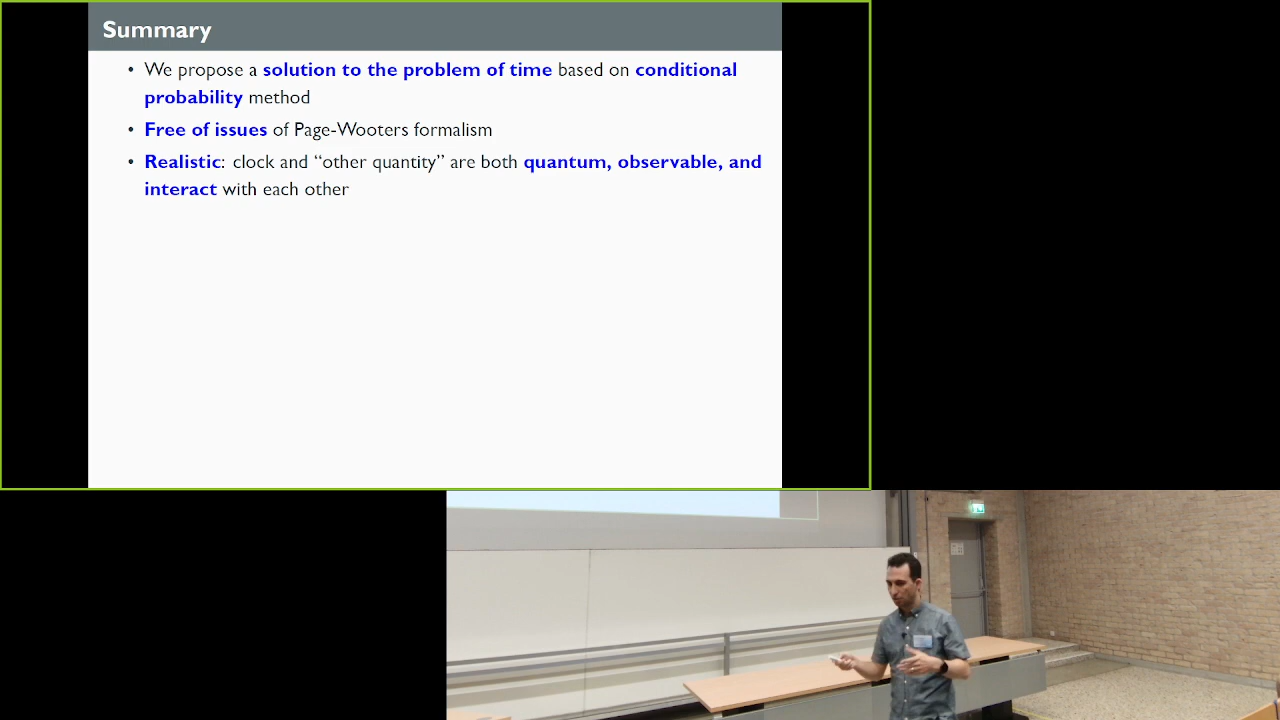 Summary
• We propose a solution to the problem of time based on conditional
probability method
• Free of issues of Page-Wooters formalism
• Realistic: clock and “other quantity” are both quantum, observable, and
interact with each other